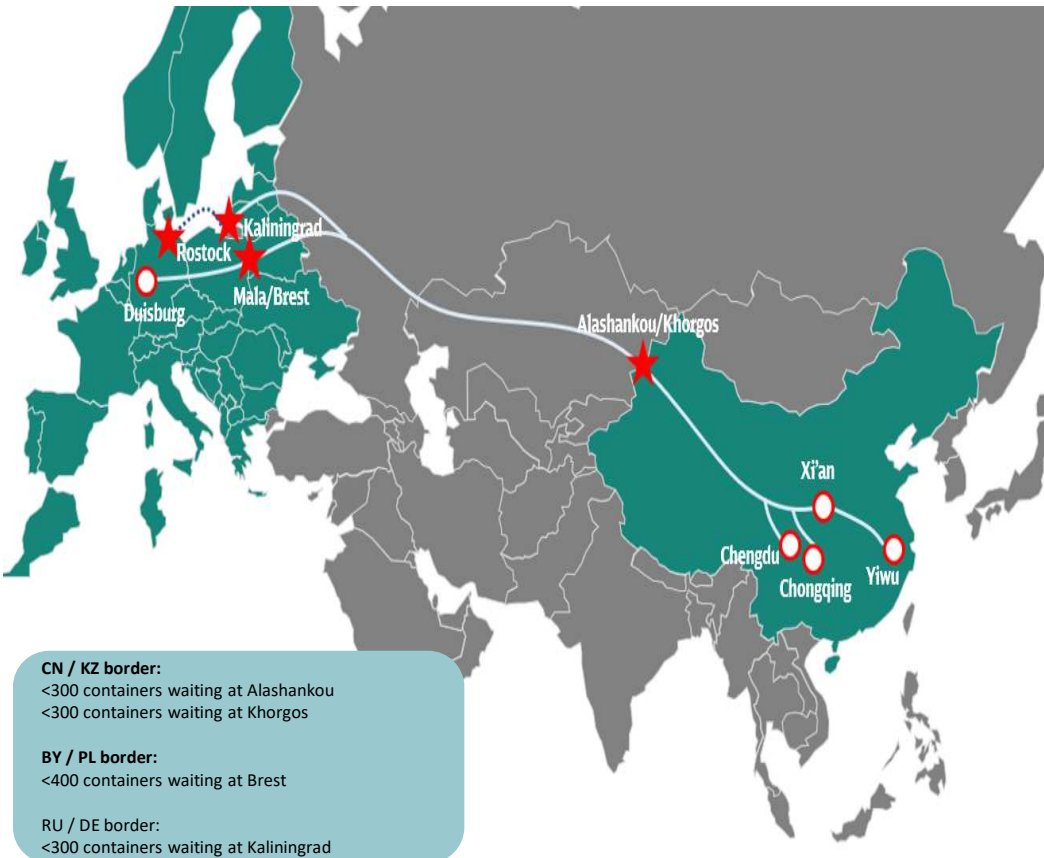 Kaliningrad
Rostock
Mala/Brest
Duisburg
Alashankou/Khorgos
Xi'an
Chengdu
Chongqing
Yiwu
CN / KZ border:
<300 containers waiting at Alashankou
<300 containers waiting at Khorgos
BY / PL border:
<400 containers waiting at Brest
RU / DE border:
<300 containers waiting at Kaliningrad